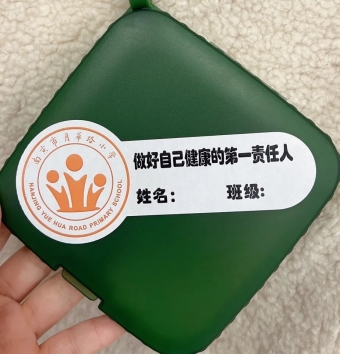 南京市月华路小学
NANJING YUE HUA ROAD PRIMARY SCHOOL
做好自己健康的第一责任人
姓名： 班级：